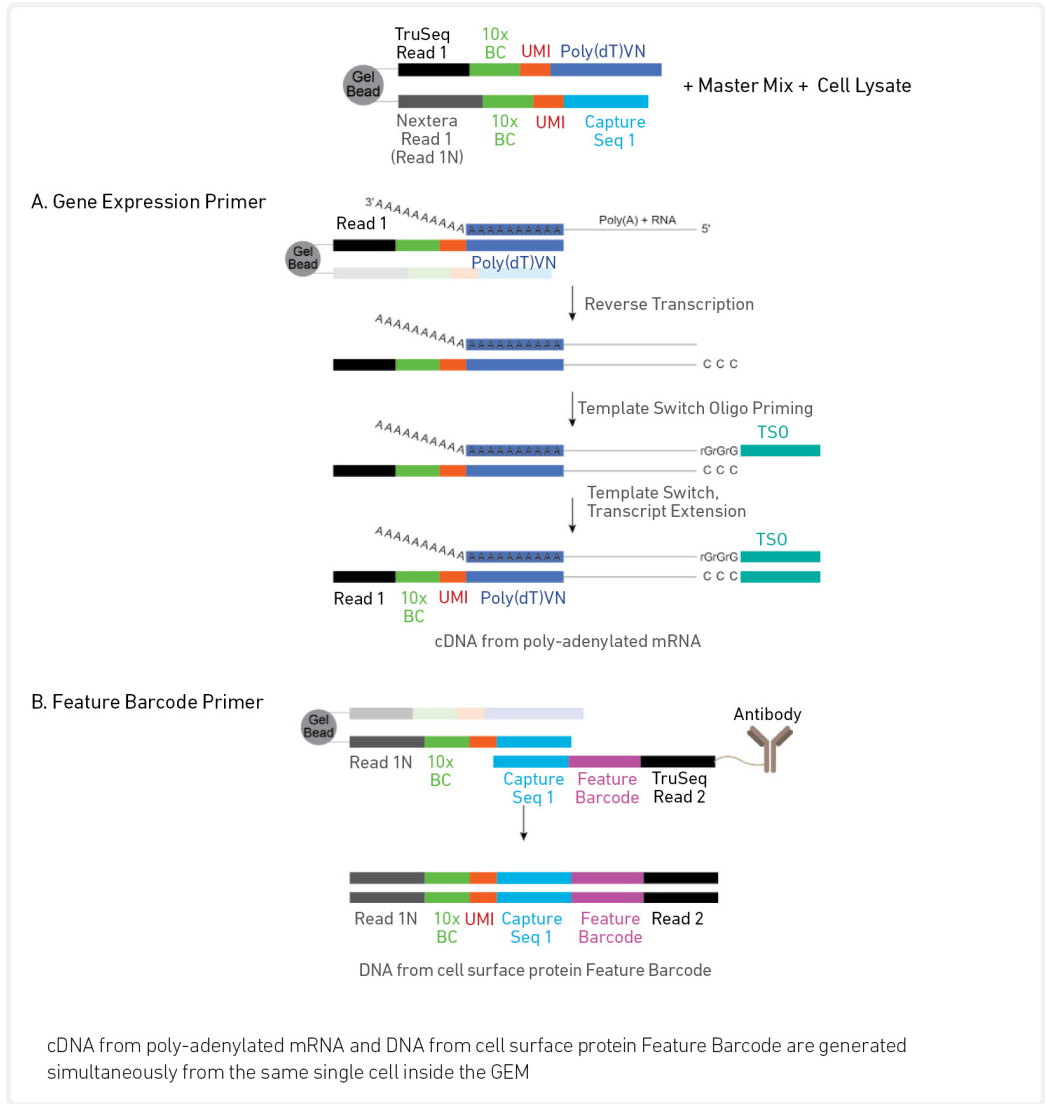 TruSeq
Read 1
10x
BC
UMI
Poly(dT)VN
Gel
Bead
+ Master Mix + Cell Lysate
Nextera
Read 1
(Read 1N)
10x
BC
UMI
Capture
Seq 1
A. Gene Expression Primer
3'AAAAAAAAAA
AAAAAAAAAA
Poly(A) + RNA
5'
Read 1
Gel
Bead
Poly(dT)VN
Reverse Transcription
AAAAAAAAAA
AAAAAAAAAA
C C C
Template Switch Oligo Priming
AAAAAAAAAA
AAAAAAAAAA
rGrGrG
TSO
C C C
Template Switch,
Transcript Extension
AAAAAAAAAA
AAAAAAAAAA
rGrGrG
TSO
C C C
Read 1
10x
BC
UMI
Poly(dT)VN
cDNA from poly-adenylated mRNA
B. Feature Barcode Primer
Gel
Bead
Antibody
Read 1N
10x
BC
Capture
Seq 1
Feature
Barcode
TruSeq
Read 2
Read 1N
10x
BC
UMI
Capture
Seq 1
Feature
Barcode
Read 2
DNA from cell surface protein Feature Barcode
cDNA from poly-adenylated mRNA and DNA from cell surface protein Feature Barcode are generated
simultaneously from the same single cell inside the GEM